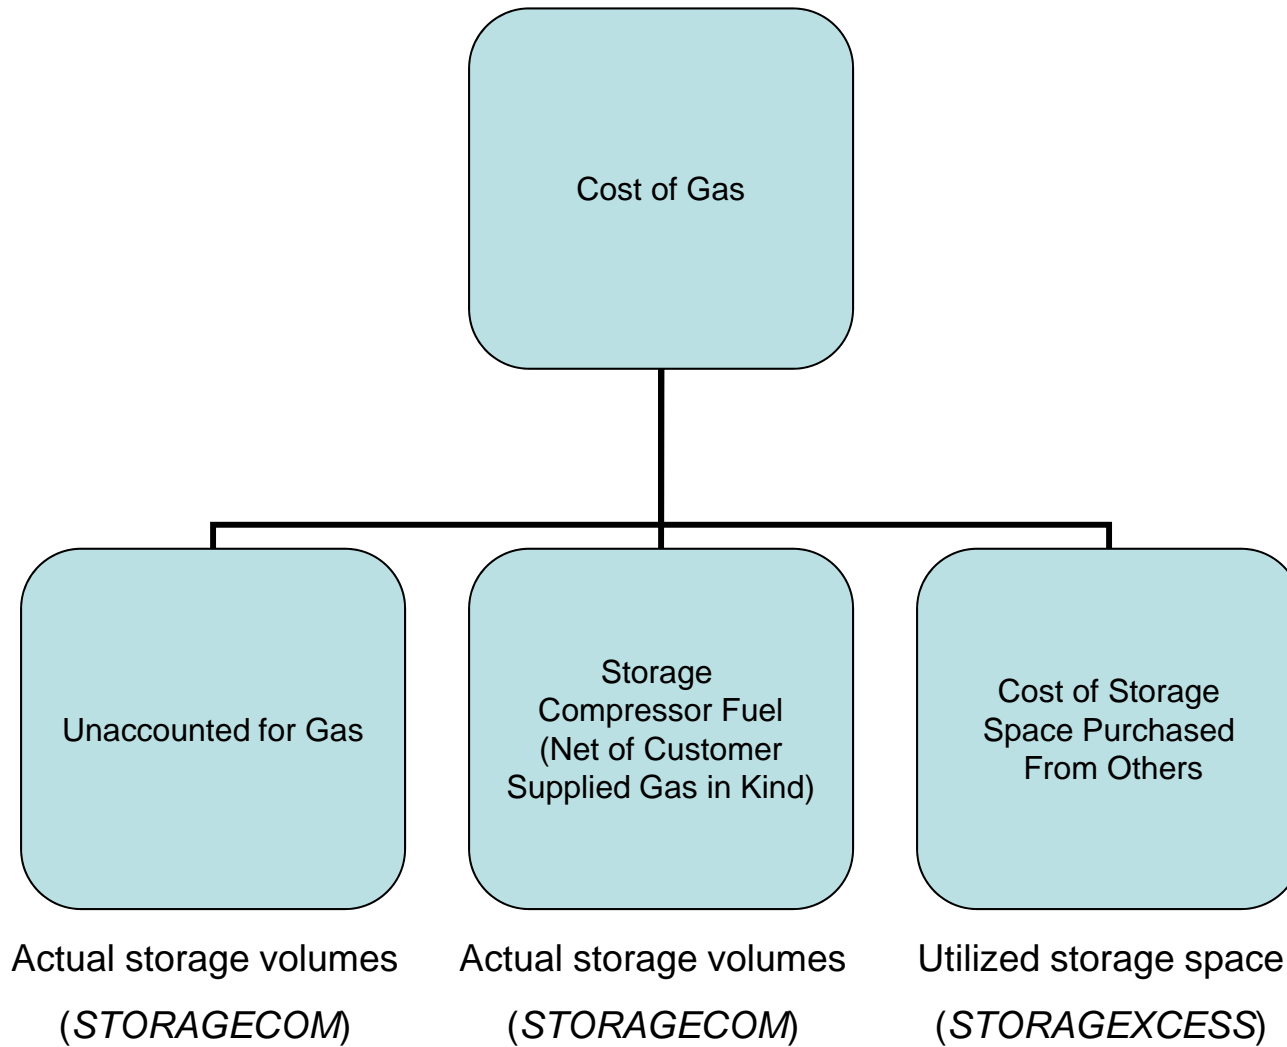 Cost of Gas
Unaccounted for Gas
Storage
Compressor Fuel
(Net of Customer
Supplied Gas in Kind)
Cost of Storage
Space Purchased
From Others
Actual storage volumes
(STORAGECOM)
Actual storage volumes
(STORAGECOM)
Utilized storage space
(STORAGEXCESS)